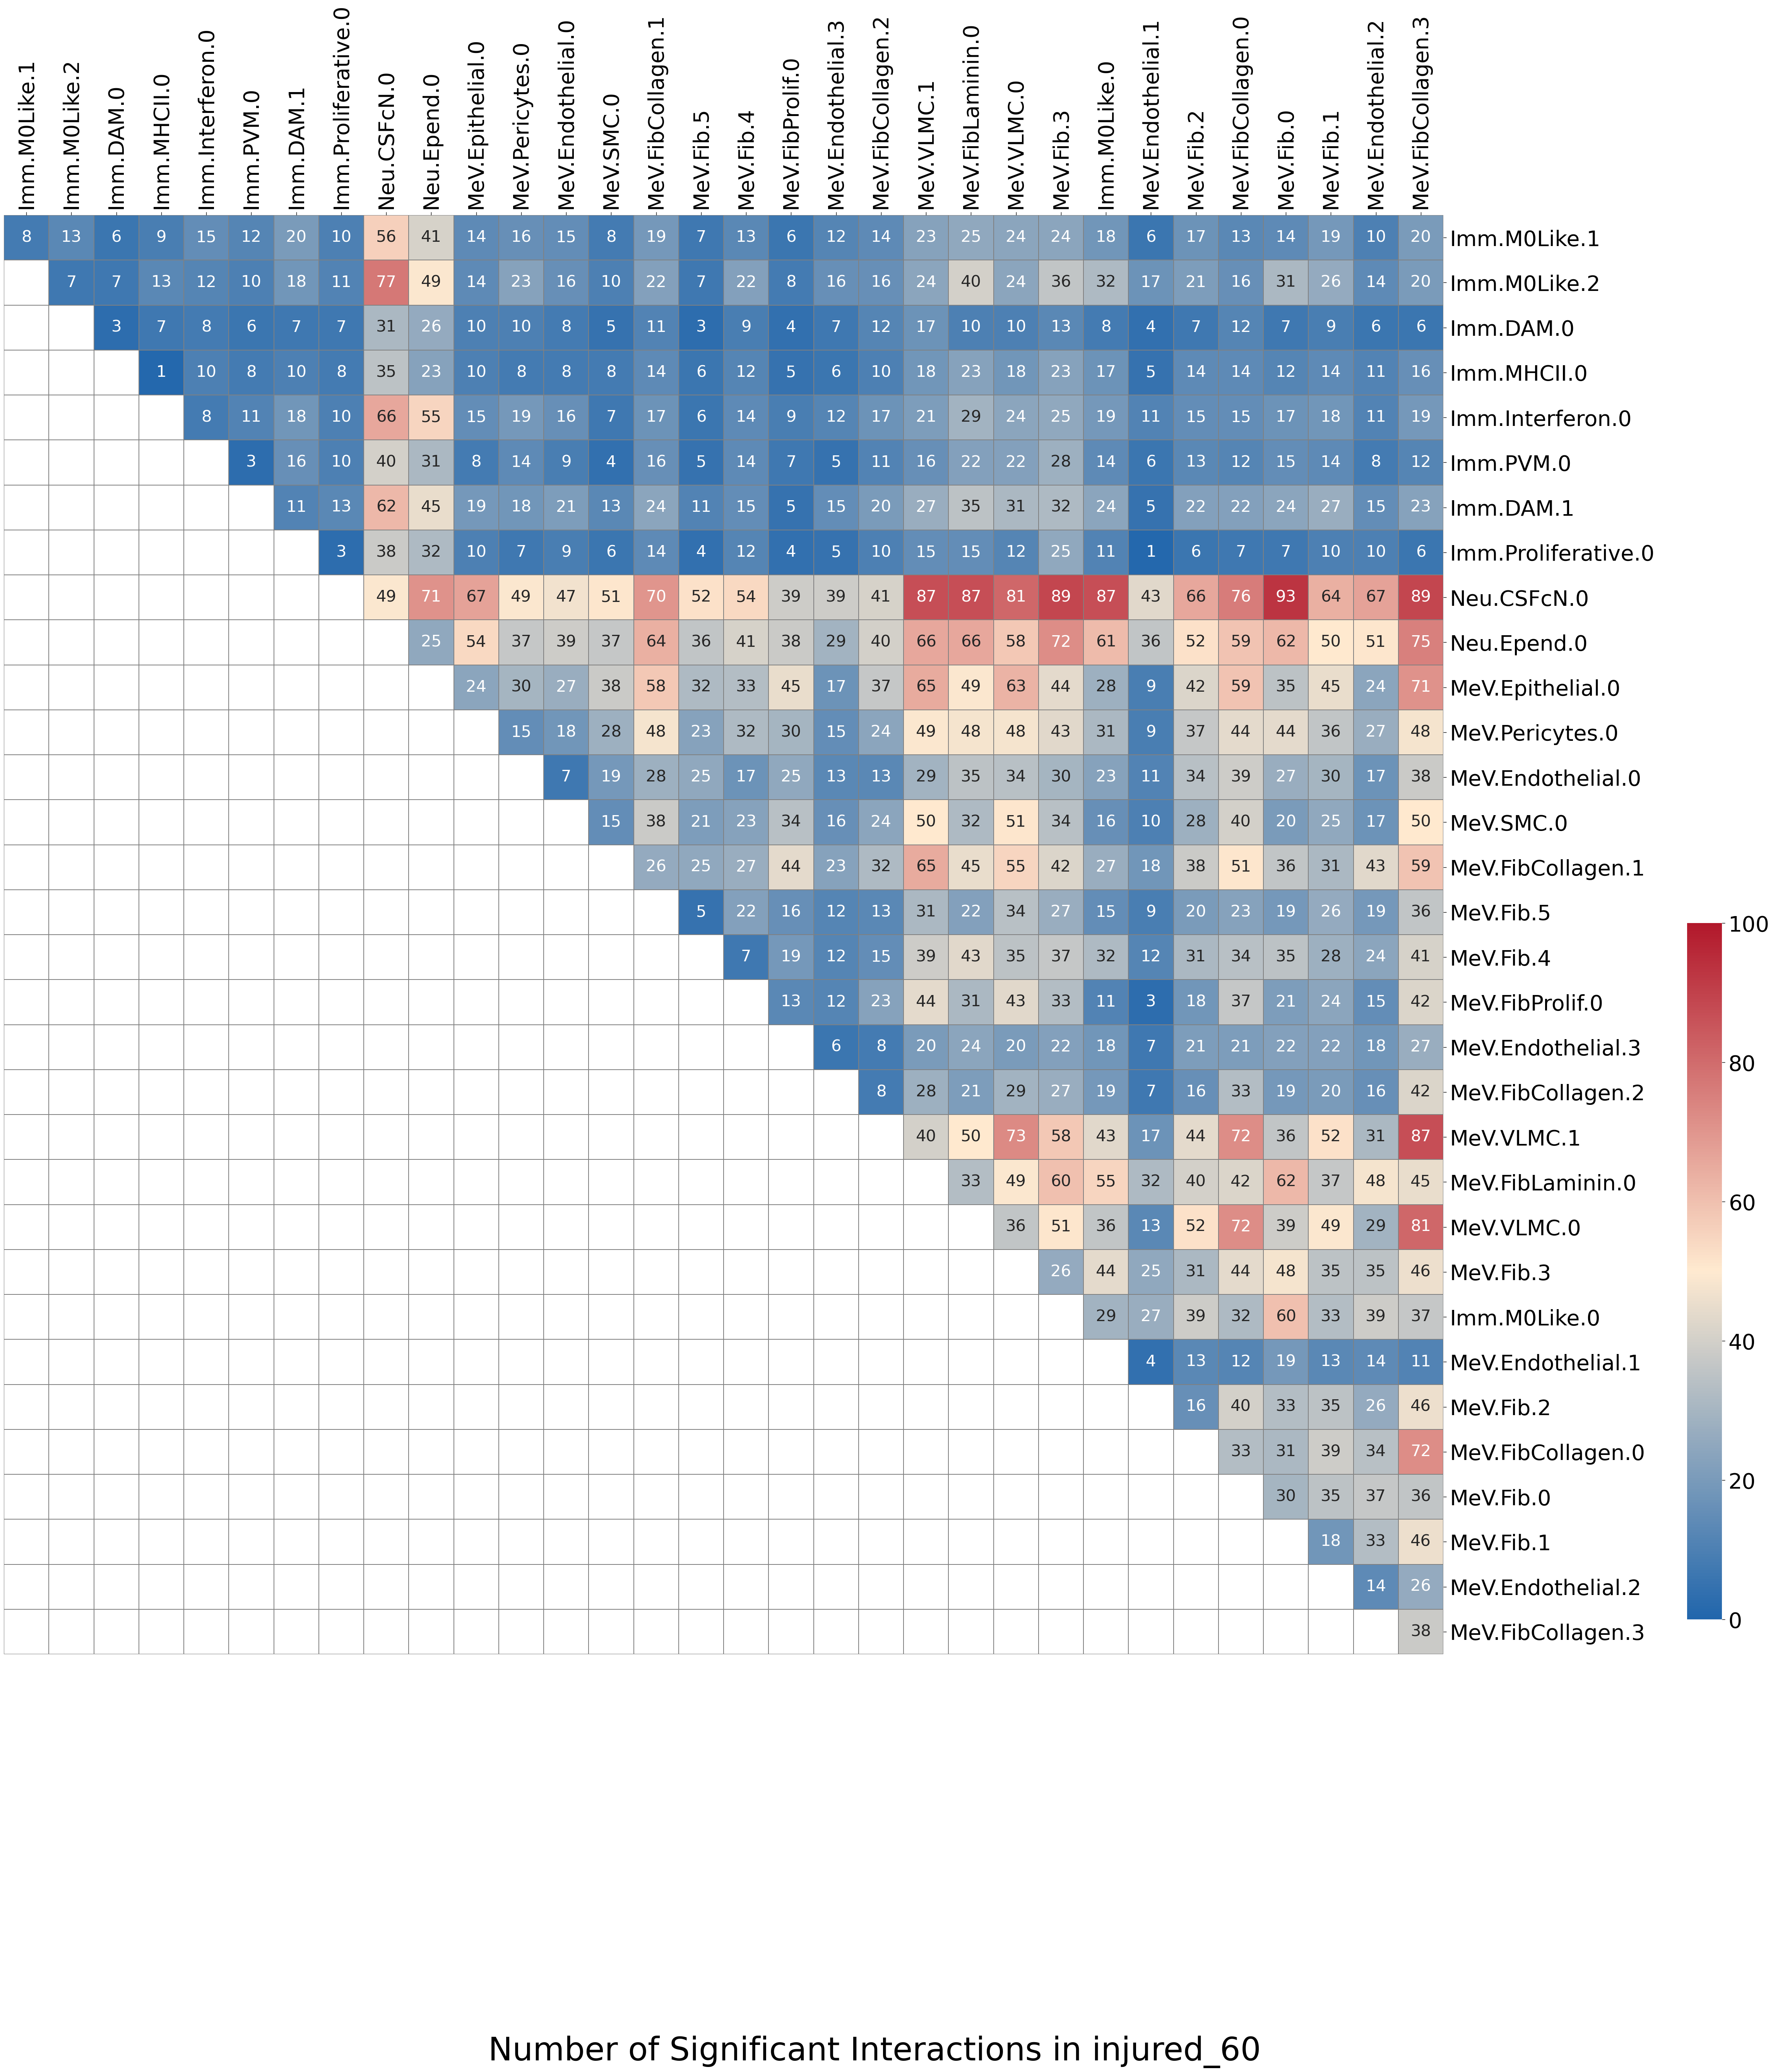 Imm.M0Like.1 Imm.M0Like.2 Imm.DAM.0 Imm.MHCII.0 Imm.Interferon.0 Imm.PVM.0 Imm.DAM.1 Imm.Proliferative.0 Neu.CSFcN.0 Neu.Epend.0 MeV.Epithelial.0 MeV.Pericytes.0 MeV.Endothelial.0 MeV.SMC.0 MeV.FibCollagen.1 MeV.Fib.5 MeV.Fib.4 MeV.FibProlif.0 MeV.Endothelial.3 MeV.FibCollagen.2 MeV.VLMC.1 MeV.FibLaminin.0 MeV.VLMC.0 MeV.Fib.3 Imm.M0Like.0 MeV.Endothelial.1 MeV.Fib.2 MeV.FibCollagen.0 MeV.Fib.0 MeV.Fib.1 MeV.Endothelial.2 MeV.FibCollagen.3
8 13 6 9 15 12 20 10 56 41 14 16 15 8 19 7 13 6 12 14 23 25 24 24 18 6 17 13 14 19 10 20 Imm.M0Like.1
7 7 13 12 10 18 11 77 49 14 23 16 10 22 7 22 8 16 16 24 40 24 36 32 17 21 16 31 26 14 20 Imm.M0Like.2
3 7 8 6 7 7 31 26 10 10 8 5 11 3 9 4 7 12 17 10 10 13 8 4 7 12 7 9 6 6 Imm.DAM.0
1 10 8 10 8 35 23 10 8 8 8 14 6 12 5 6 10 18 23 18 23 17 5 14 14 12 14 11 16 Imm.MHCII.0
8 11 18 10 66 55 15 19 16 7 17 6 14 9 12 17 21 29 24 25 19 11 15 15 17 18 11 19 Imm.Interferon.0
3 16 10 40 31 8 14 9 4 16 5 14 7 5 11 16 22 22 28 14 6 13 12 15 14 8 12 Imm.PVM.0
11 13 62 45 19 18 21 13 24 11 15 5 15 20 27 35 31 32 24 5 22 22 24 27 15 23 Imm.DAM.1
3 38 32 10 7 9 6 14 4 12 4 5 10 15 15 12 25 11 1 6 7 7 10 10 6 Imm.Proliferative.0
49 71 67 49 47 51 70 52 54 39 39 41 87 87 81 89 87 43 66 76 93 64 67 89 Neu.CSFcN.0
25 54 37 39 37 64 36 41 38 29 40 66 66 58 72 61 36 52 59 62 50 51 75 Neu.Epend.0
24 30 27 38 58 32 33 45 17 37 65 49 63 44 28 9 42 59 35 45 24 71 MeV.Epithelial.0
15 18 28 48 23 32 30 15 24 49 48 48 43 31 9 37 44 44 36 27 48 MeV.Pericytes.0
7 19 28 25 17 25 13 13 29 35 34 30 23 11 34 39 27 30 17 38 MeV.Endothelial.0
15 38 21 23 34 16 24 50 32 51 34 16 10 28 40 20 25 17 50 MeV.SMC.0
26 25 27 44 23 32 65 45 55 42 27 18 38 51 36 31 43 59 MeV.FibCollagen.1
5 22 16 12 13 31 22 34 27 15 9 20 23 19 26 19 36 MeV.Fib.5
7 19 12 15 39 43 35 37 32 12 31 34 35 28 24 41 MeV.Fib.4
13 12 23 44 31 43 33 11 3 18 37 21 24 15 42 MeV.FibProlif.0
6 8 20 24 20 22 18 7 21 21 22 22 18 27 MeV.Endothelial.3
8 28 21 29 27 19 7 16 33 19 20 16 42 MeV.FibCollagen.2
40 50 73 58 43 17 44 72 36 52 31 87 MeV.VLMC.1
33 49 60 55 32 40 42 62 37 48 45 MeV.FibLaminin.0
36 51 36 13 52 72 39 49 29 81 MeV.VLMC.0
26 44 25 31 44 48 35 35 46 MeV.Fib.3
29 27 39 32 60 33 39 37 Imm.M0Like.0
4 13 12 19 13 14 11 MeV.Endothelial.1
16 40 33 35 26 46 MeV.Fib.2
33 31 39 34 72 MeV.FibCollagen.0
30 35 37 36 MeV.Fib.0
18 33 46 MeV.Fib.1
14 26 MeV.Endothelial.2
38 MeV.FibCollagen.3
100
80
60
40
20
0
Number of Significant Interactions in injured_60